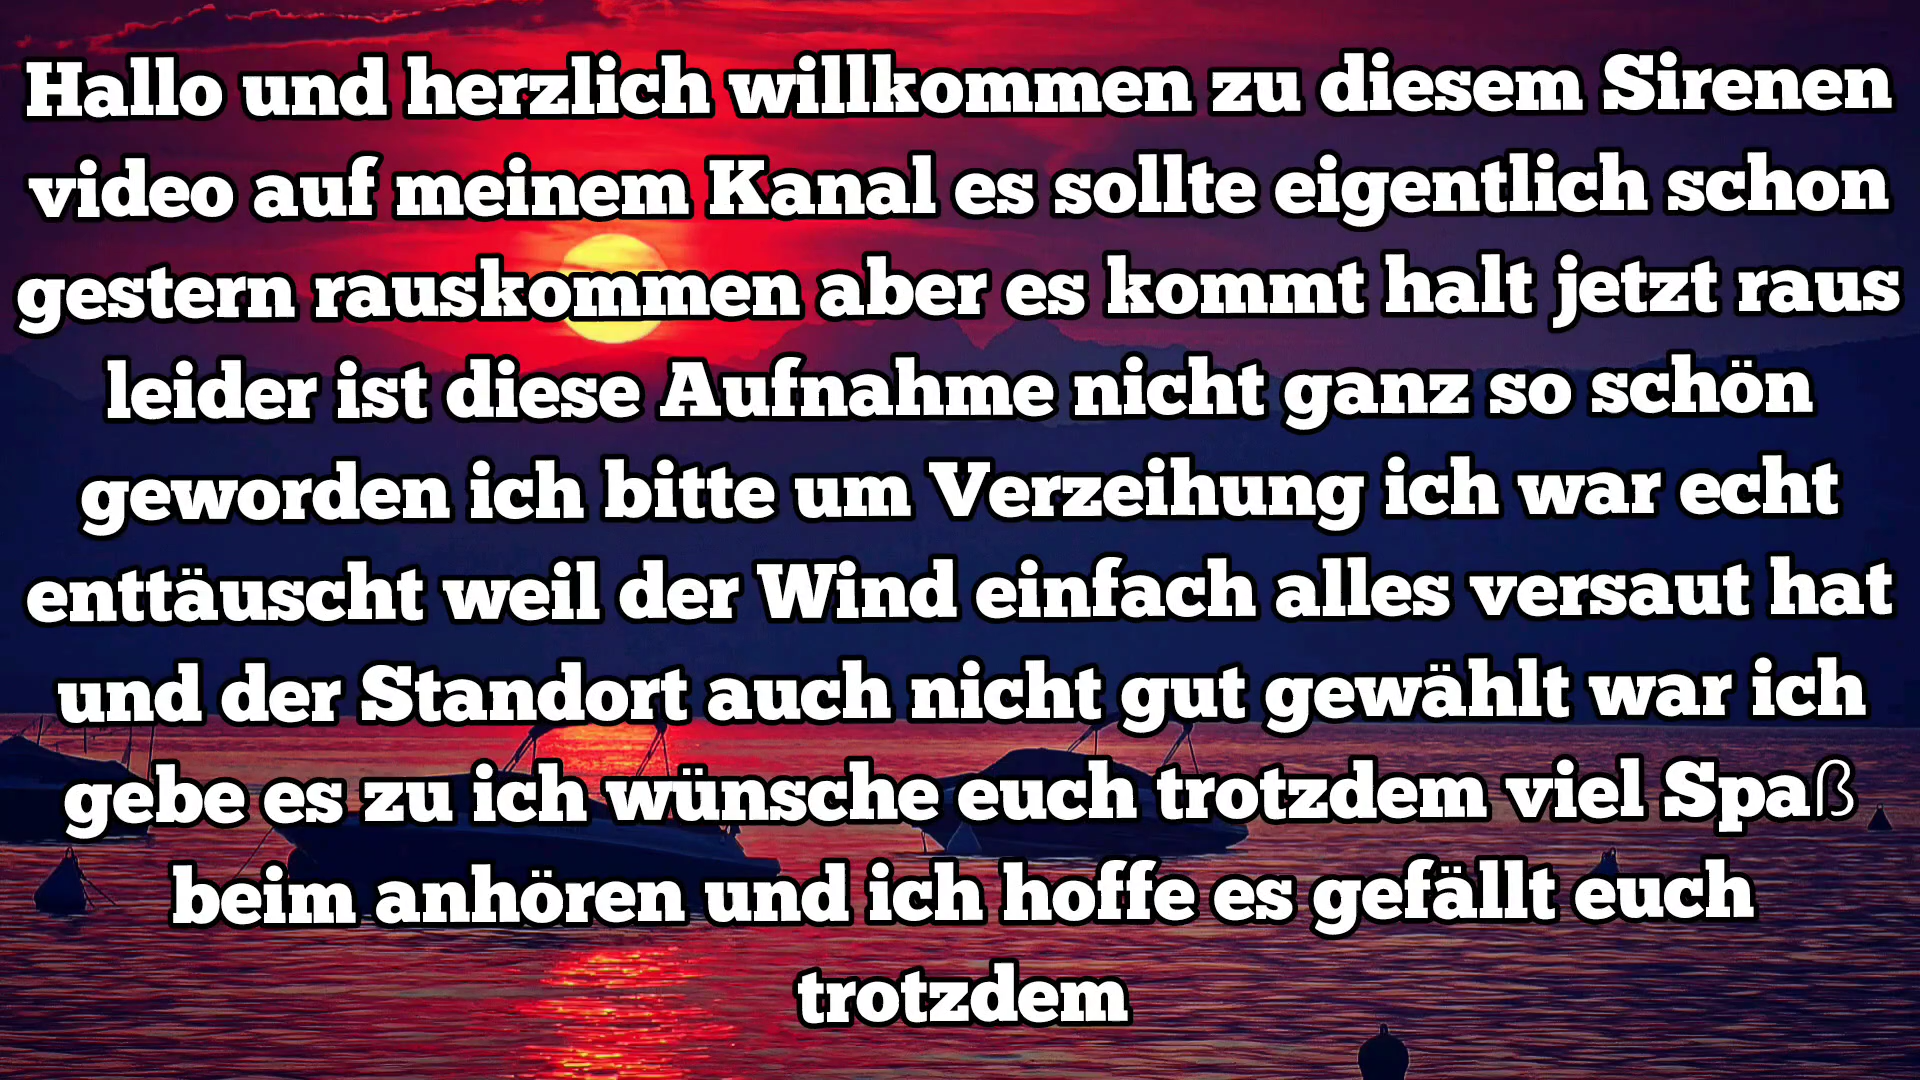 Hallo und herzlich willkommen zu diesem Sirenen
video auf meinem Kanal es sollte eigentlich schon
gestern rauskommen aber es kommt halt jetzt raus
leider ist diese Aufnahme nicht ganz so schön
geworden ich bitte um Verzeihung ich war echt
enttäuscht weil der Wind einfach alles versaut hat
und der Standort auch nicht gut gewählt war ich
gebe es zu ich wünsche euch trotzdem viel Spaß
beim anhören und ich hoffe es gefällt euch
trotzdem